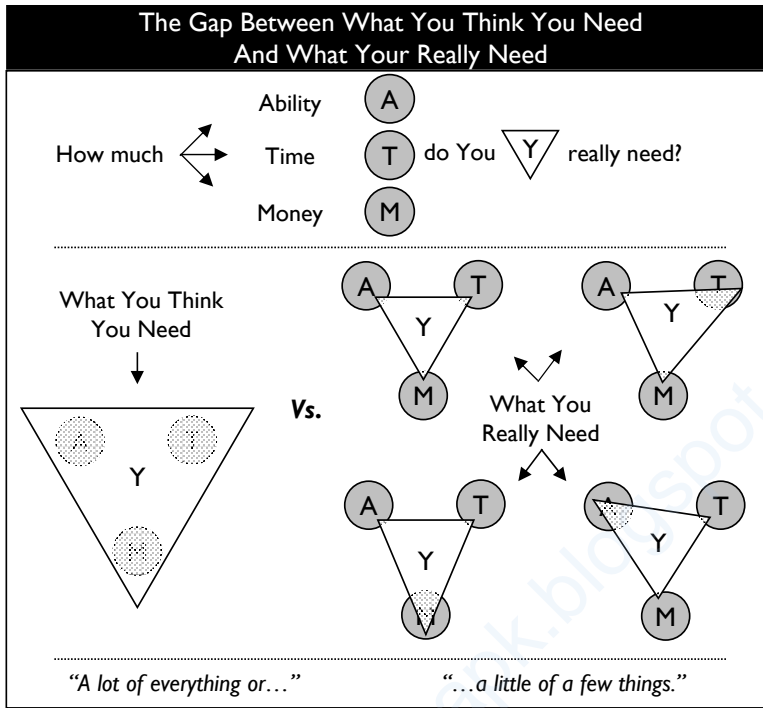 The Gap Between What You Think You Need
And What Your Really Need
Ability A
How much Time T do You Y really need?
Money M
What You Think
You Need
A T
Y
M
Vs.
A T
Y
M
A T
Y
M
What You
Really Need
A T
Y
M
A T
Y
M
“A lot of everything or…” “…a little of a few things.”
apk.blogspot